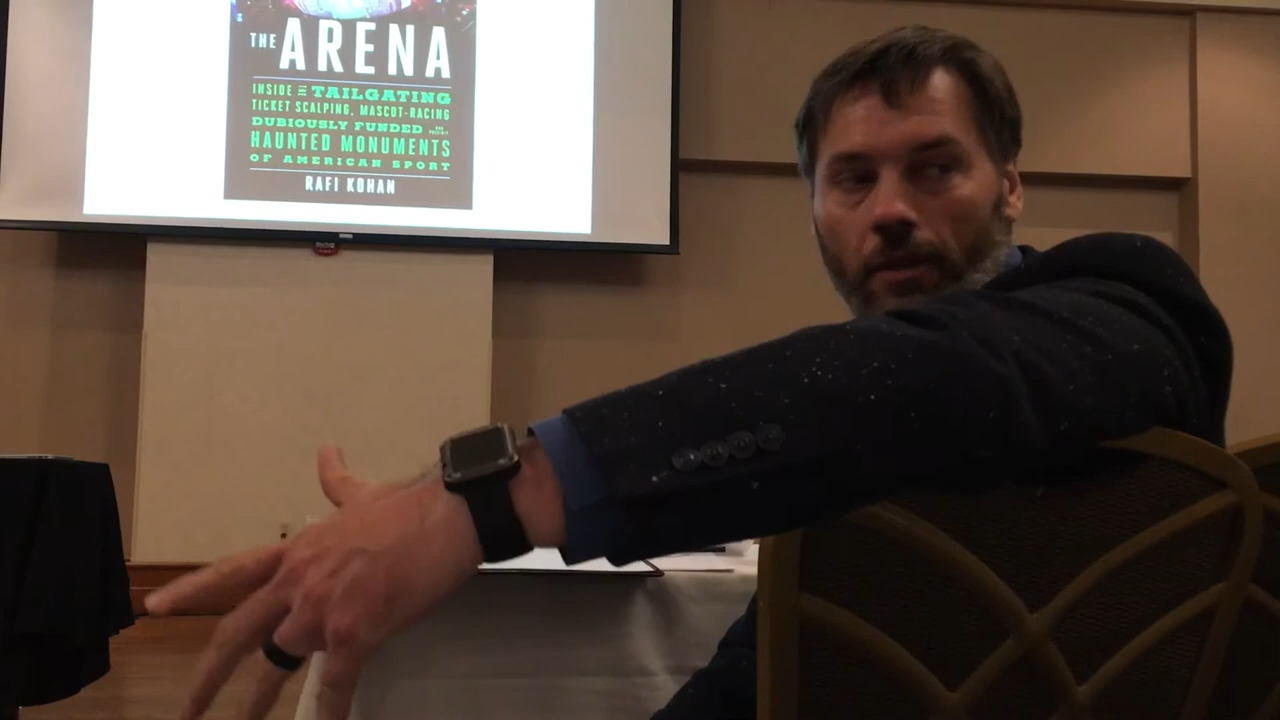 THE ARENA
INSIDE THE TAILGATING
TICKET SCALPING, MASCOT-RACING
DUBIOUSLY FUNDED AND POSSIBLY
HAUNTED MONUMENTS
OF AMERICAN SPORT
RAFI KOHAN